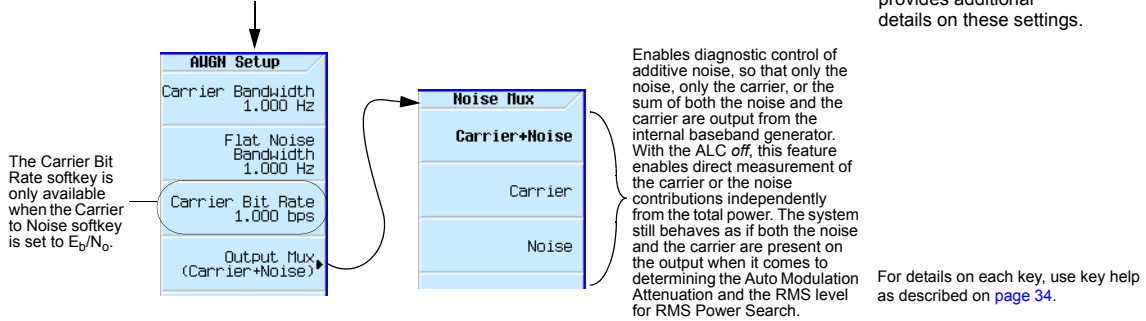 provides additional
details on these settings.
AWGN Setup
Carrier Bandwidth
1.000 Hz
Flat Noise
Bandwidth
1.000 Hz
Carrier Bit Rate
1.000 bps
Output Mux
(Carrier+Noise)
The Carrier Bit
Rate softkey is
only available
when the Carrier
to Noise softkey
is set to Eb/No.
Noise Mux
Carrier+Noise
Carrier
Noise
Enables diagnostic control of
additive noise, so that only the
noise, only the carrier, or the
sum of both the noise and the
carrier are output from the
internal baseband generator.
With the ALC off, this feature
enables direct measurement of
the carrier or the noise
contributions independently
from the total power. The system
still behaves as if both the noise
and the carrier are present on
the output when it comes to
determining the Auto Modulation
Attenuation and the RMS level
for RMS Power Search.
For details on each key, use key help
as described on page 34.